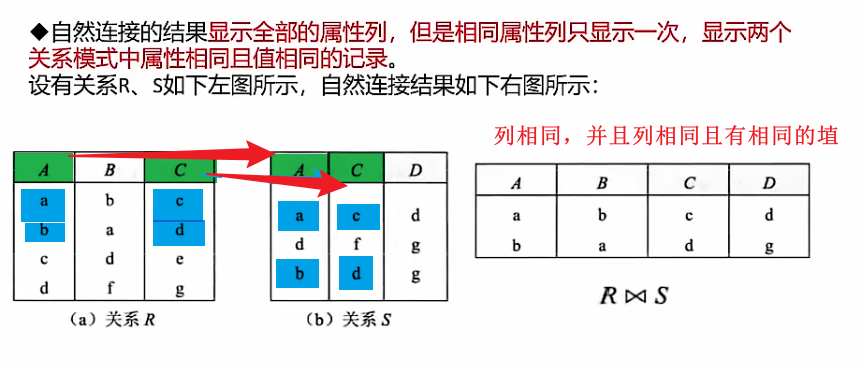 ◆自然连接的结果显示全部的属性列，但是相同属性列只显示一次，显示两个
关系模式中属性相同且值相同的记录。
设有关系R、S如下左图所示，自然连接结果如下右图所示：
列相同，并且列相同且有相同的填
A B C
a b c
b a d
c d e
d f g
（a）关系 R
A C D
a c d
d f g
b d g
（b）关系 S
A B C D
a b c d
b a d g
R⋈S